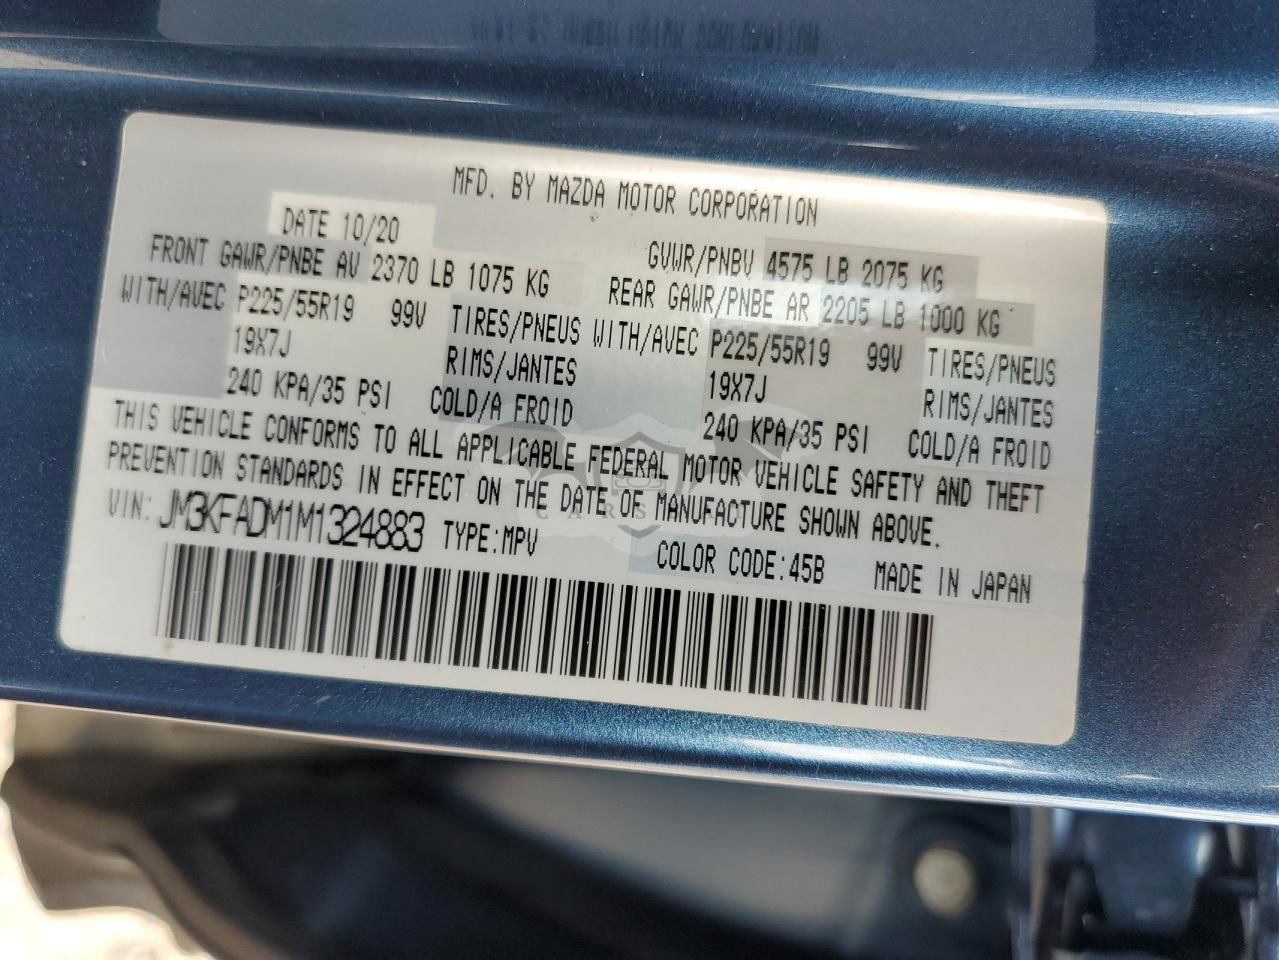 MFD. BY MAZDA MOTOR CORPORATION
DATE 10/20 GVWR/PNBV 4575 LB 2075 KG
FRONT GAWR/PNBE AV 2370 LB 1075 KG REAR GAWR/PNBE AR 2205 LB 1000 KG
WITH/AVEC P225/55R19 99V TIRES/PNEUS WITH/AVEC P225/55R19 99V TIRES/PNEUS
19X7J RIMS/JANTES 19X7J RIMS/JANTES
240 KPA/35 PSI COLD/A FROID 240 KPA/35 PSI COLD/A FROID
THIS VEHICLE CONFORMS TO ALL APPLICABLE FEDERAL MOTOR VEHICLE SAFETY AND THEFT
PREVENTION STANDARDS IN EFFECT ON THE DATE OF MANUFACTURE SHOWN ABOVE.
VIN: JM3KFADM1M1324883 TYPE:MPV COLOR CODE:45B MADE IN JAPAN
CARS